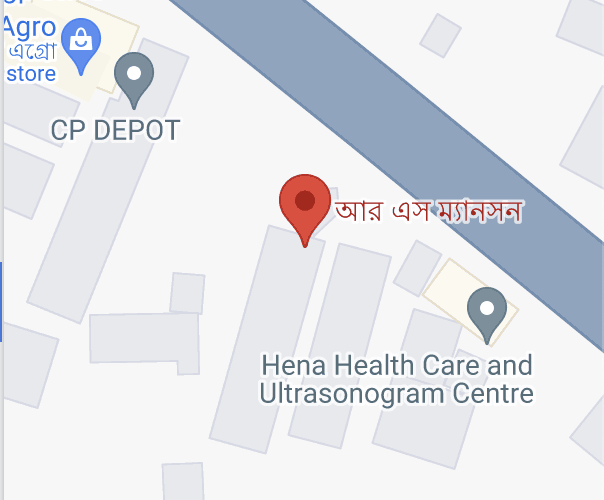 Agro
এগ্রো
store
CP DEPOT
আর এস ম্যানসন
Hena Health Care and
Ultrasonogram Centre